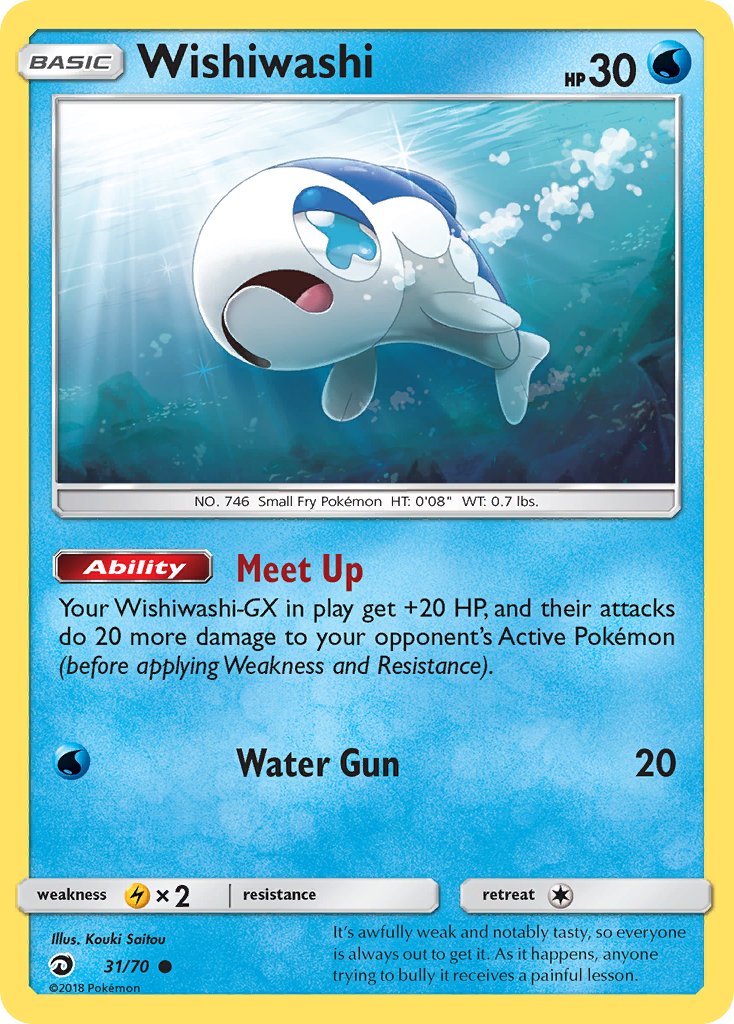 BASIC Wishiwashi HP 30
NO. 746 Small Fry Pokémon HT: 0'08" WT: 0.7 lbs.
Ability Meet Up
Your Wishiwashi-GX in play get +20 HP, and their attacks
do 20 more damage to your opponent's Active Pokémon
(before applying Weakness and Resistance).
Water Gun 20
weakness ×2 resistance retreat
Illus. Kouki Saitou
31/70
©2018 Pokémon
It's awfully weak and notably tasty, so everyone
is always out to get it. As it happens, anyone
trying to bully it receives a painful lesson.